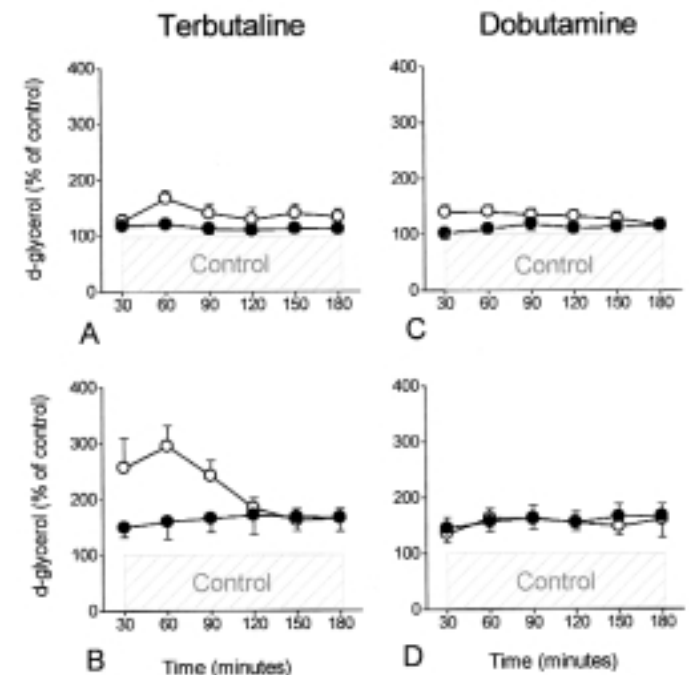 Terbutaline
Dobutamine
d-glycerol (% of control)
400
300
200
100
0
Control
30 60 90 120 150 180
A
400
300
200
100
0
Control
30 60 90 120 150 180
C
d-glycerol (% of control)
400
300
200
100
0
Control
30 60 90 120 150 180
B
Time (minutes)
400
300
200
100
0
Control
30 60 90 120 150 180
D
Time (minutes)